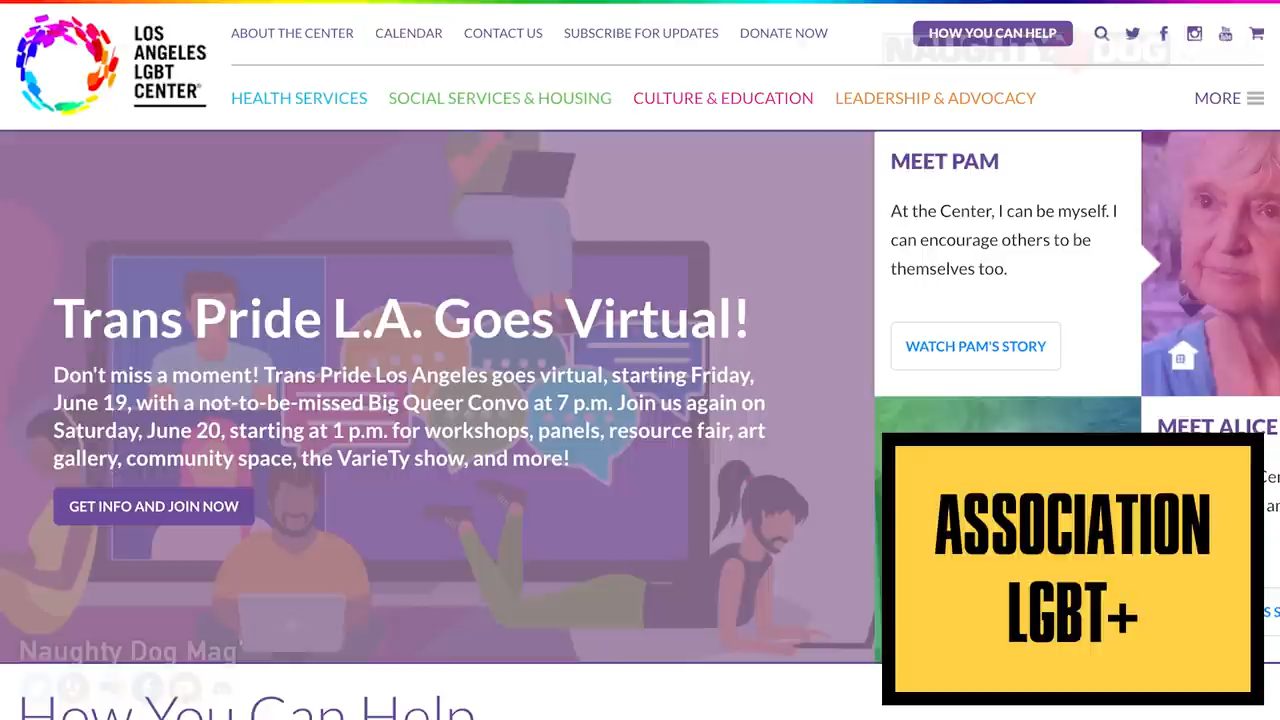 LOS
ANGELES
LGBT
CENTER®
ABOUT THE CENTER
CALENDAR
CONTACT US
SUBSCRIBE FOR UPDATES
DONATE NOW
HOW YOU CAN HELP
NAUGHTY DOG
HEALTH SERVICES
SOCIAL SERVICES & HOUSING
CULTURE & EDUCATION
LEADERSHIP & ADVOCACY
MORE
Trans Pride L.A. Goes Virtual!
Don't miss a moment! Trans Pride Los Angeles goes virtual, starting Friday,
June 19, with a not-to-be-missed Big Queer Convo at 7 p.m. Join us again on
Saturday, June 20, starting at 1 p.m. for workshops, panels, resource fair, art
gallery, community space, the VarieTy show, and more!
GET INFO AND JOIN NOW
MEET PAM
At the Center, I can be myself. I
can encourage others to be
themselves too.
WATCH PAM'S STORY
MEET ALICE
ASSOCIATION
LGBT+
Naughty Dog Mag'
How You Can Help